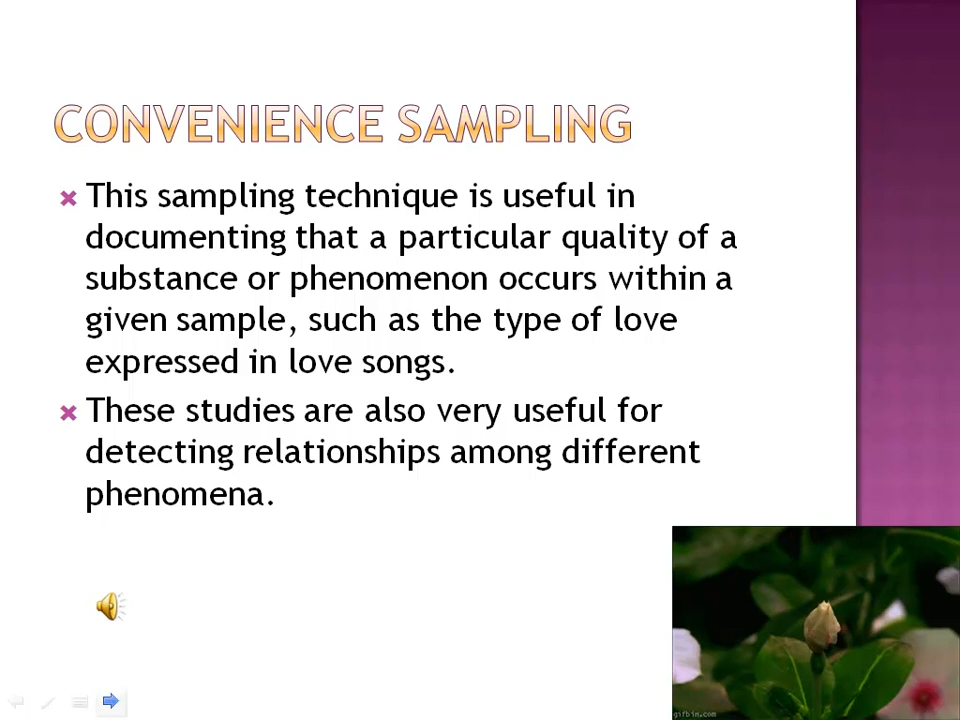 CONVENIENCE SAMPLING
This sampling technique is useful in
documenting that a particular quality of a
substance or phenomenon occurs within a
given sample, such as the type of love
expressed in love songs.
These studies are also very useful for
detecting relationships among different
phenomena.
gifbin.com